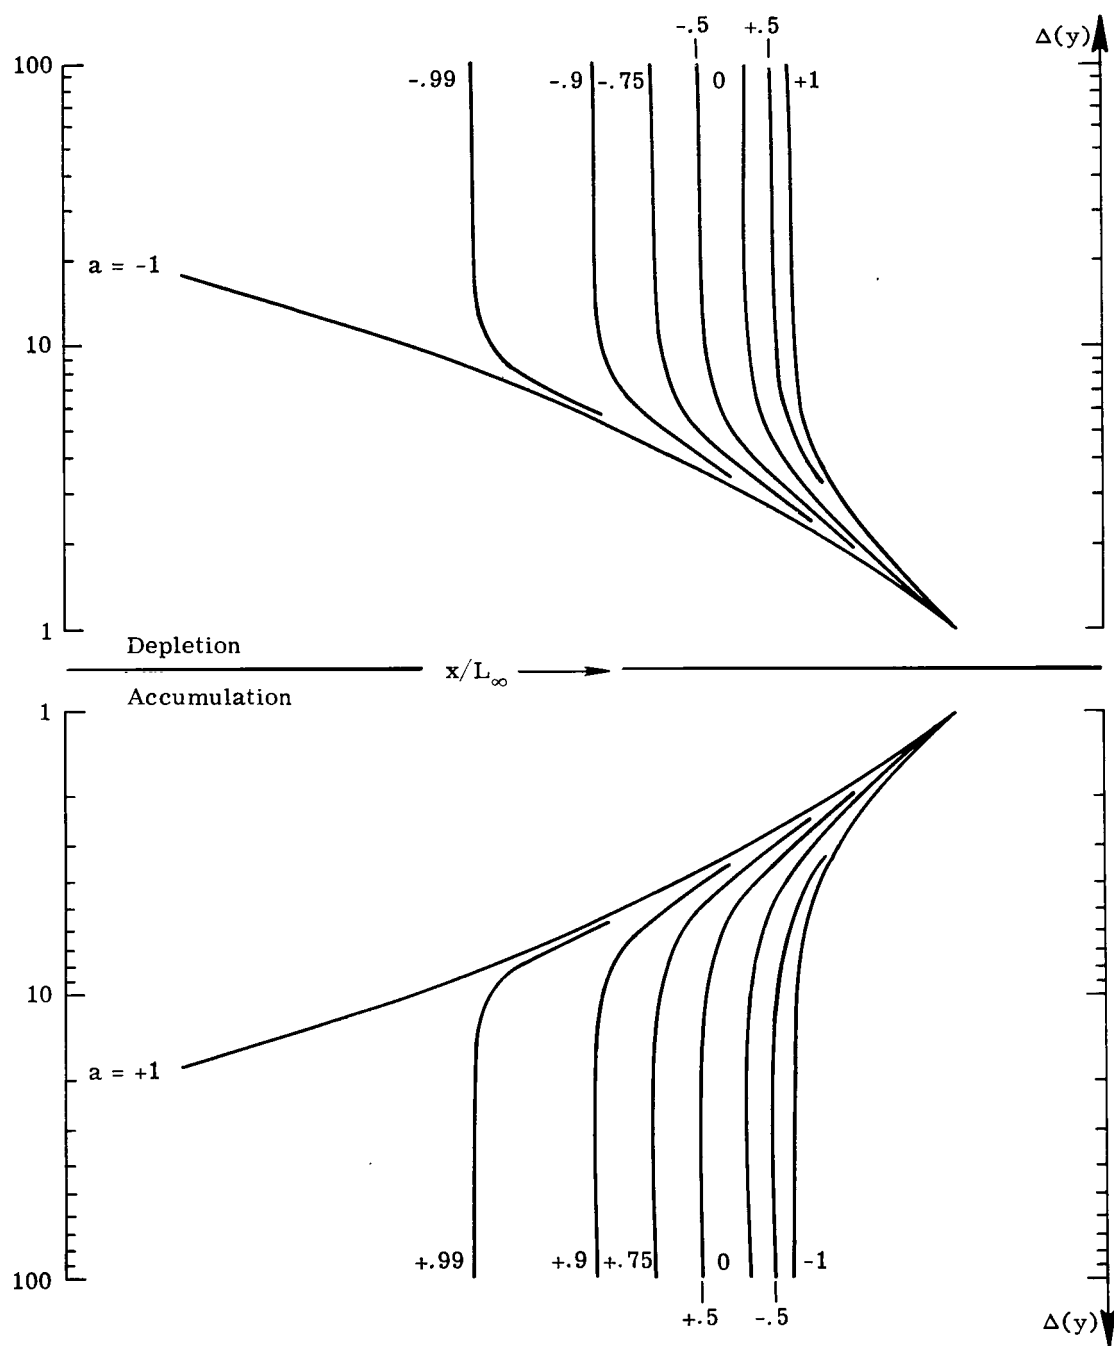 -.5 +.5
Δ(y)
100 -.99 -.9 -.75 0 +1
a = -1
10
1
Depletion
x/L∞
Accumulation
1
10
a = +1
100 +.99 +.9 +.75 0 -1
+.5 -.5
Δ(y)